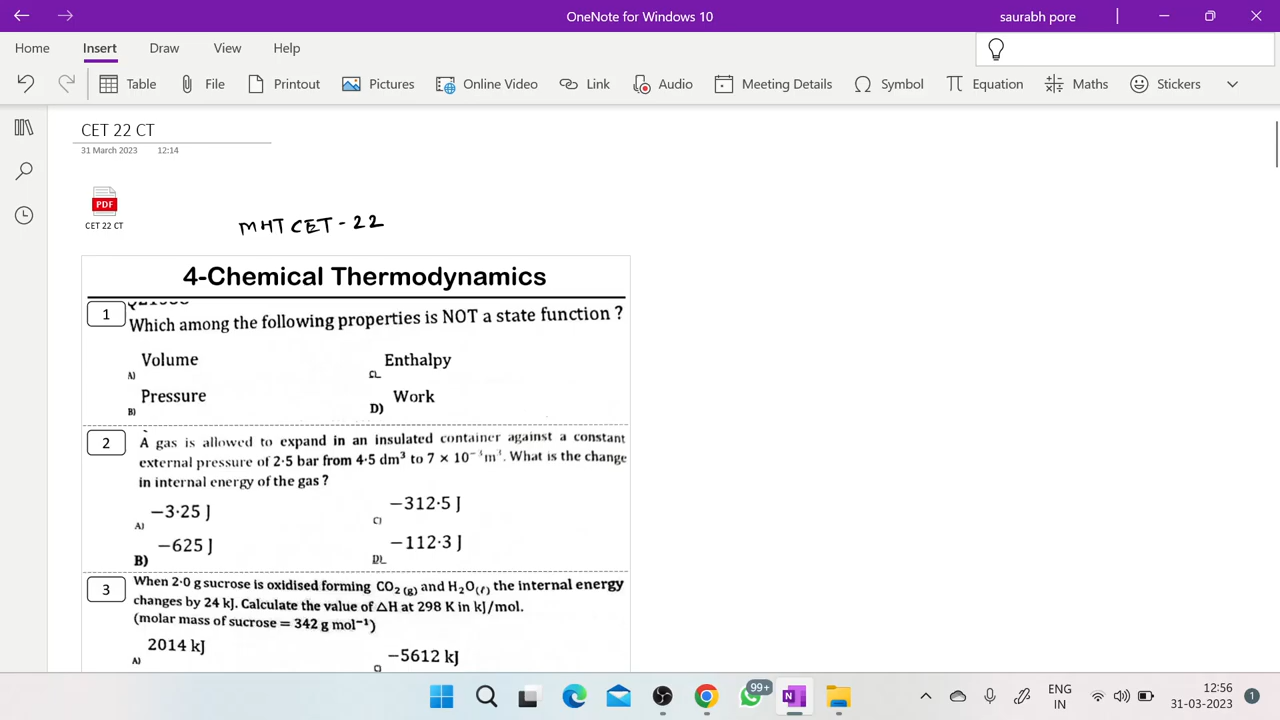 OneNote for Windows 10
saurabh pore
Home
Insert
Draw
View
Help
Table
File
Printout
Pictures
Online Video
Link
Audio
Meeting Details
Symbol
Equation
Maths
Stickers
CET 22 CT
31 March 2023 12:14
PDF
CET 22 CT
MHT CET - 22
4-Chemical Thermodynamics
1
Which among the following properties is NOT a state function ?
A) Volume
C) Enthalpy
B) Pressure
D) Work
2
A gas is allowed to expand in an insulated container against a constant
external pressure of 2·5 bar from 4·5 dm³ to 7 × 10⁻³m³. What is the change
in internal energy of the gas ?
A) −3·25 J
C) −312·5 J
B) −625 J
D) −112·3 J
3
When 2·0 g sucrose is oxidised forming CO₂(g) and H₂O(ℓ) the internal energy
changes by 24 kJ. Calculate the value of △H at 298 K in kJ/mol.
(molar mass of sucrose = 342 g mol⁻¹)
A) 2014 kJ
−5612 kJ
99+
ENG
IN
12:56
31-03-2023
1